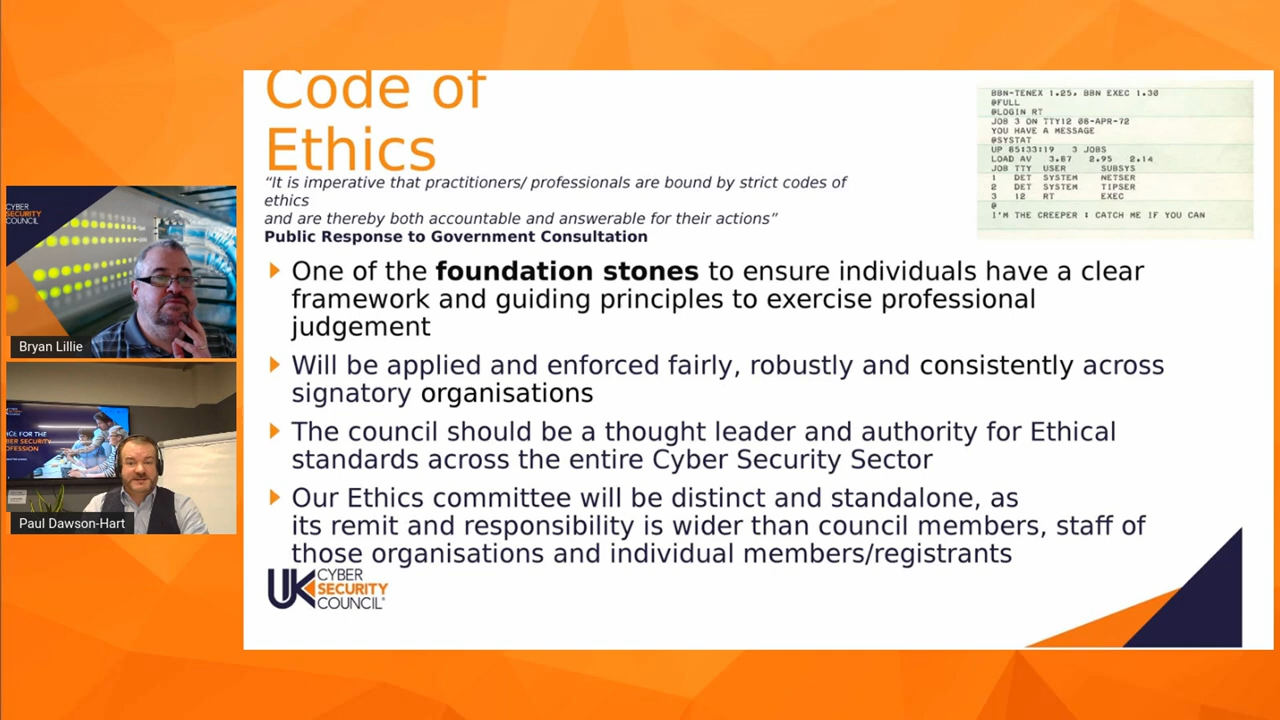 Code of
Ethics
“It is imperative that practitioners/ professionals are bound by strict codes of
ethics
and are thereby both accountable and answerable for their actions”
Public Response to Government Consultation
One of the foundation stones to ensure individuals have a clear
framework and guiding principles to exercise professional
judgement
Will be applied and enforced fairly, robustly and consistently across
signatory organisations
The council should be a thought leader and authority for Ethical
standards across the entire Cyber Security Sector
Our Ethics committee will be distinct and standalone, as
its remit and responsibility is wider than council members, staff of
those organisations and individual members/registrants
UK CYBER
SECURITY
COUNCIL
BBN-TENEX 1.25, BBN EXEC 1.30
@FULL
@LOGIN RT
JOB 3 ON TTY12 08-APR-72
YOU HAVE A MESSAGE
@SYSTAT
UP 85:33:19 3 JOBS
LOAD AV 3.87 2.95 2.14
JOB TTY USER SUBSYS
1 DET SYSTEM NETSER
2 DET SYSTEM TIPSER
3 12 RT EXEC
@
I'M THE CREEPER : CATCH ME IF YOU CAN
CYBER
SECURITY
COUNCIL
Bryan Lillie
FOR THE
SECURITY
Paul Dawson-Hart